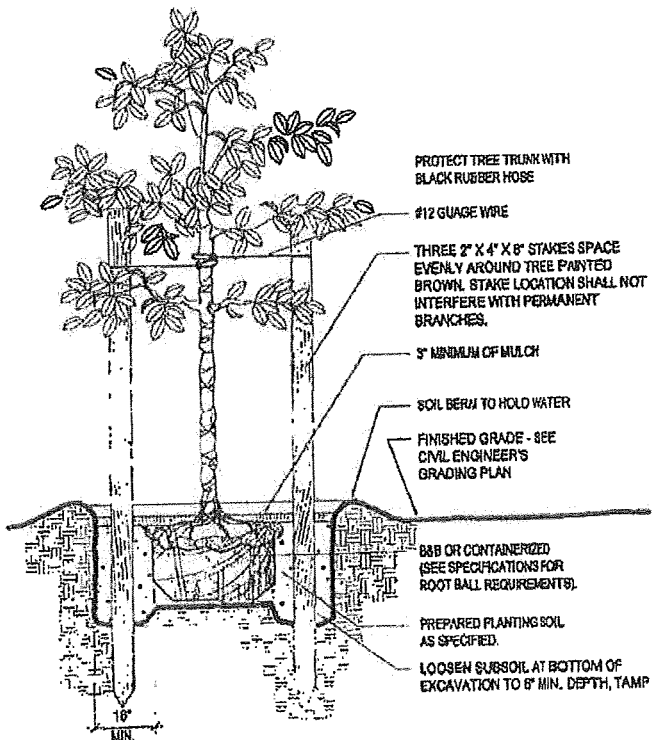 PROTECT TREE TRUNK WITH
BLACK RUBBER HOSE
#12 GUAGE WIRE
THREE 2" X 4" X 8' STAKES SPACE
EVENLY AROUND TREE PAINTED
BROWN. STAKE LOCATION SHALL NOT
INTERFERE WITH PERMANENT
BRANCHES.
3" MINIMUM OF MULCH
SOIL BERM TO HOLD WATER
FINISHED GRADE - SEE
CIVIL ENGINEER'S
GRADING PLAN
B&B OR CONTAINERIZED
(SEE SPECIFICATIONS FOR
ROOT BALL REQUIREMENTS).
PREPARED PLANTING SOIL
AS SPECIFIED.
LOOSEN SUBSOIL AT BOTTOM OF
EXCAVATION TO 6" MIN. DEPTH, TAMP
MIN.